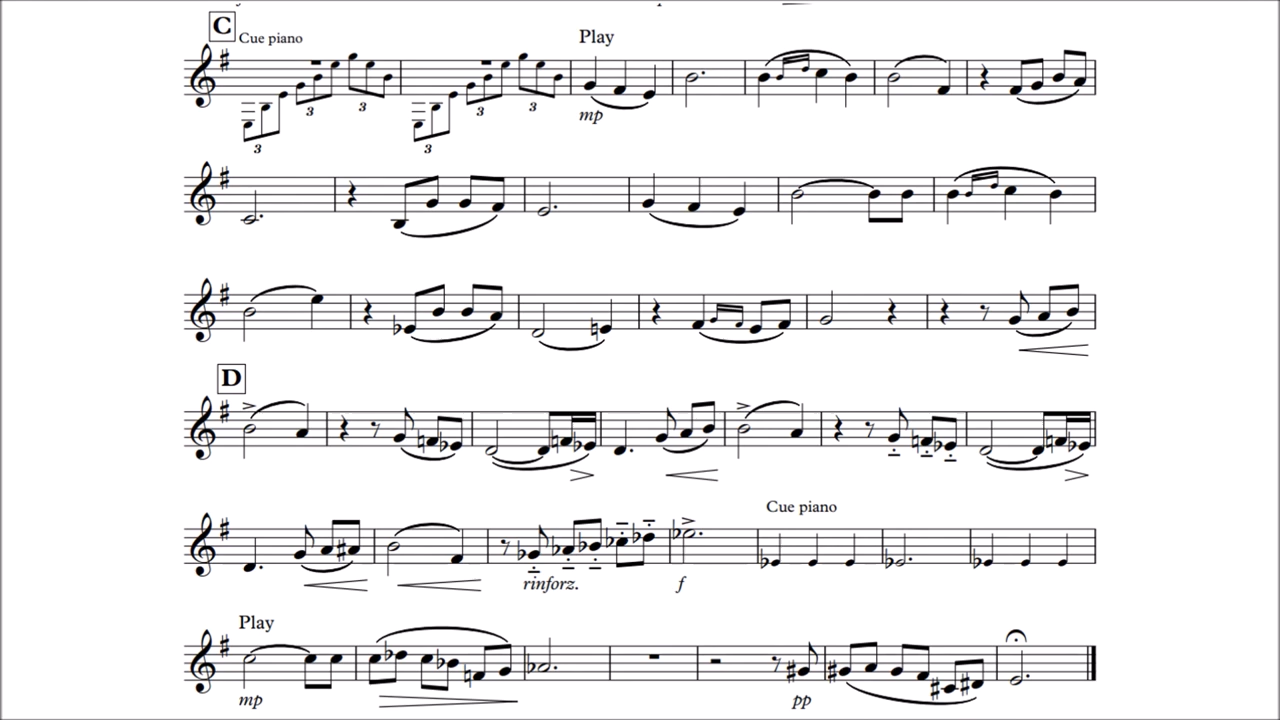 C
Cue piano
Play
3 3 3 3 3 3
mp
D
Cue piano
rinforz.
f
Play
mp
pp